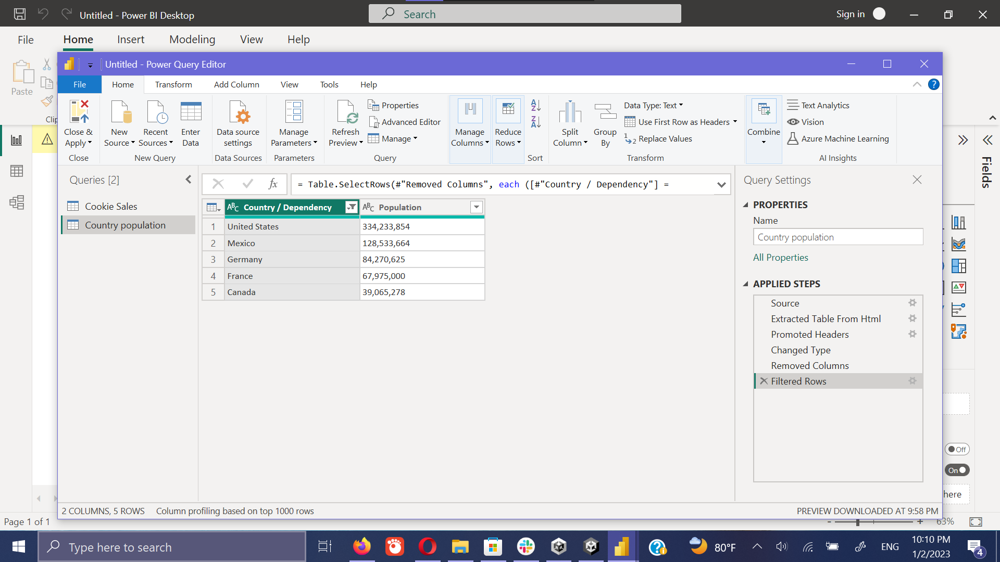 Untitled - Power BI Desktop
Search
Sign in
File Home Insert Modeling View Help
Paste
Untitled - Power Query Editor
File Home Transform Add Column View Tools Help
Close & Apply
Close
New Source
Recent Sources
Enter Data
New Query
Data source settings
Data Sources
Manage Parameters
Parameters
Refresh Preview
Properties
Advanced Editor
Manage
Query
Manage Columns
Reduce Rows
Sort
Split Column
Group By
Data Type: Text
Use First Row as Headers
Replace Values
Transform
Combine
Text Analytics
Vision
Azure Machine Learning
AI Insights
Clip
Fields
Queries [2]
Cookie Sales
Country population
fx
= Table.SelectRows(#"Removed Columns", each ([#"Country / Dependency"] =
Country / Dependency Population
1 United States 334,233,854
2 Mexico 128,533,664
3 Germany 84,270,625
4 France 67,975,000
5 Canada 39,065,278
Query Settings
PROPERTIES
Name
Country population
All Properties
APPLIED STEPS
Source
Extracted Table From Html
Promoted Headers
Changed Type
Removed Columns
Filtered Rows
Off
On
here
2 COLUMNS, 5 ROWS Column profiling based on top 1000 rows
PREVIEW DOWNLOADED AT 9:58 PM
Page 1 of 1
63%
Type here to search
80°F
ENG
10:10 PM
1/2/2023
4